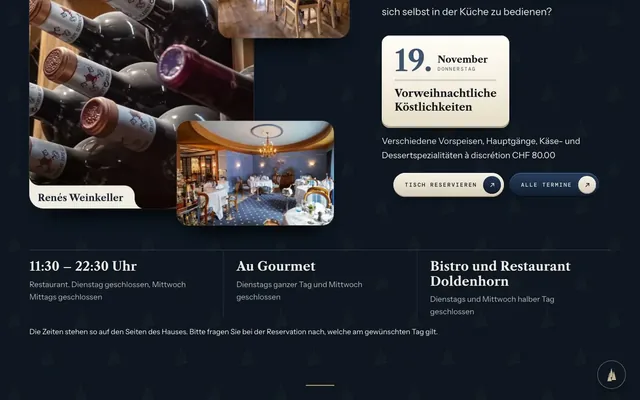 sich selbst in der Küche zu bedienen?
19. November
DONNERSTAG
Vorweihnachtliche
Köstlichkeiten
Verschiedene Vorspeisen, Hauptgänge, Käse- und
Dessertspezialitäten à discrétion CHF 80.00
TISCH RESERVIEREN
ALLE TERMINE
Renés Weinkeller
11:30 – 22:30 Uhr
Restaurant. Dienstag geschlossen, Mittwoch
Mittags geschlossen
Au Gourmet
Dienstags ganzer Tag und Mittwoch
geschlossen
Bistro und Restaurant
Doldenhorn
Dienstags und Mittwoch halber Tag
geschlossen
Die Zeiten stehen so auf den Seiten des Hauses. Bitte fragen Sie bei der Reservation nach, welche am gewünschten Tag gilt.